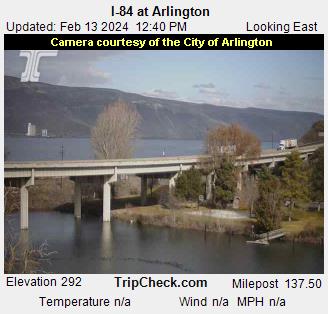 I-84 at Arlington
Updated: Feb 13 2024 12:40 PM Looking East
Camera courtesy of the City of Arlington
Elevation 292 TripCheck.com Milepost 137.50
Temperature n/a Wind n/a MPH n/a